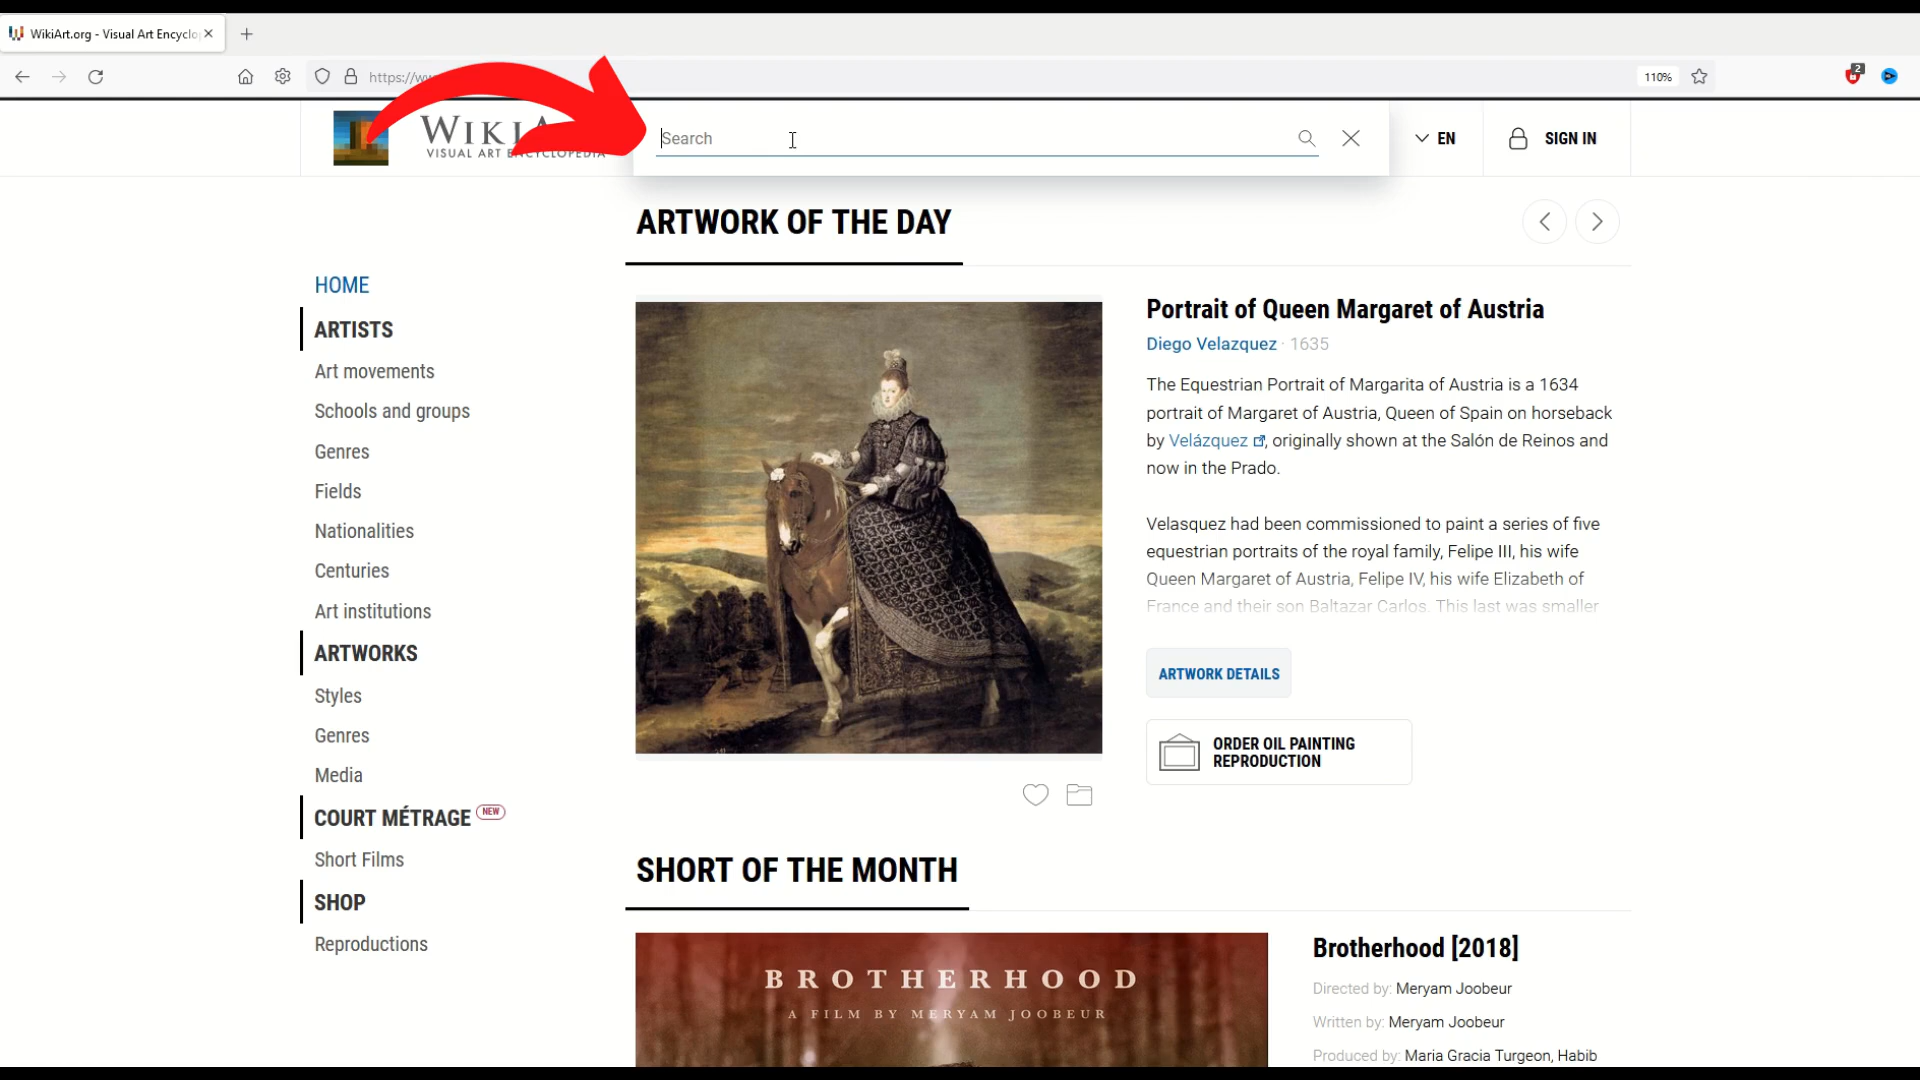 WikiArt.org - Visual Art Encyclo
2
https://
110%
WIKI
VISUAL ART ENCYCLOPEDIA
Search
EN
SIGN IN
ARTWORK OF THE DAY
HOME
ARTISTS
Art movements
Schools and groups
Genres
Fields
Nationalities
Centuries
Art institutions
ARTWORKS
Styles
Genres
Media
COURT MÉTRAGE NEW
Short Films
SHOP
Reproductions
Portrait of Queen Margaret of Austria
Diego Velazquez · 1635
The Equestrian Portrait of Margarita of Austria is a 1634
portrait of Margaret of Austria, Queen of Spain on horseback
by Velázquez, originally shown at the Salón de Reinos and
now in the Prado.
Velasquez had been commissioned to paint a series of five
equestrian portraits of the royal family, Felipe III, his wife
Queen Margaret of Austria, Felipe IV, his wife Elizabeth of
France and their son Baltazar Carlos. This last was smaller
ARTWORK DETAILS
ORDER OIL PAINTING
REPRODUCTION
SHORT OF THE MONTH
BROTHERHOOD
A FILM BY MERYAM JOOBEUR
Brotherhood [2018]
Directed by: Meryam Joobeur
Written by: Meryam Joobeur
Produced by: Maria Gracia Turgeon, Habib